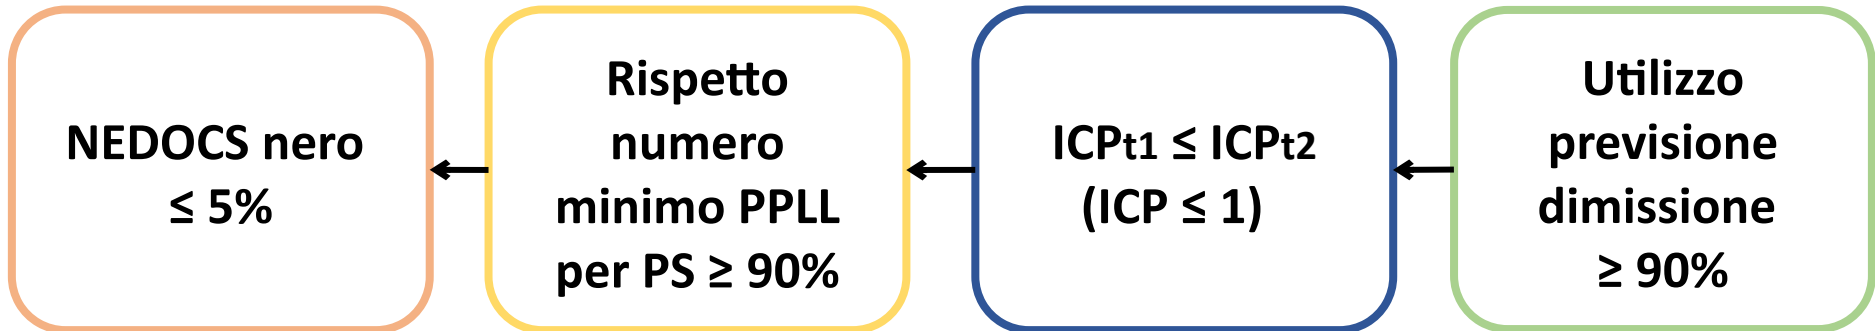 NEDOCS nero
≤ 5%
Rispetto
numero
minimo PPLL
per PS ≥ 90%
ICPt1 ≤ ICPt2
(ICP ≤ 1)
Utilizzo
previsione
dimissione
≥ 90%